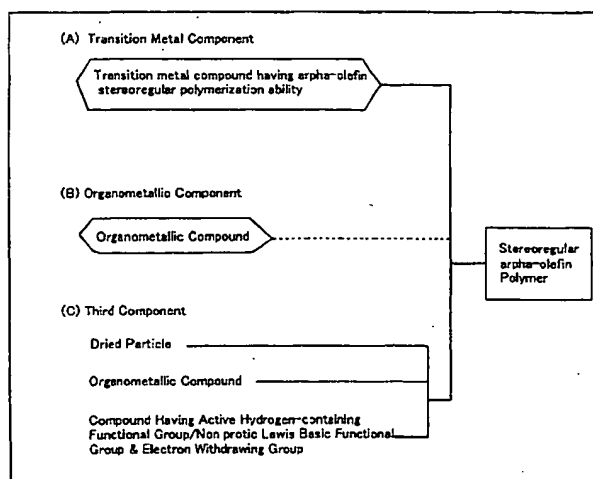 (A) Transition Metal Component
Transition metal compound having arpha-olefin
stereoregular polymerization ability
(B) Organometallic Component
Organometallic Compound
Stereoregular
arpha-olefin
Polymer
(C) Third Component
Dried Particle
Organometallic Compound
Compound Having Active Hydrogen-containing
Functional Group/Non protic Lewis Basic Functional
Group & Electron Withdrawing Group